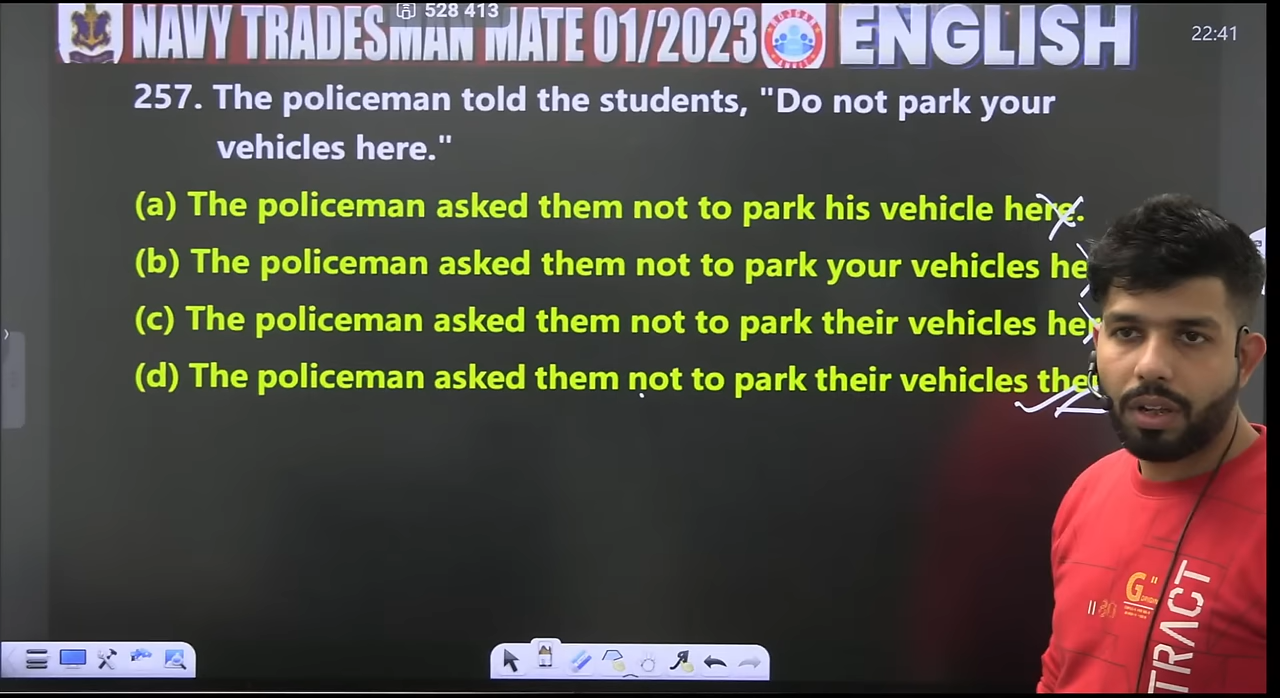 528 413
NAVY TRADESMAN MATE 01/2023 ENGLISH
22:41
257. The policeman told the students, "Do not park your
vehicles here."
(a) The policeman asked them not to park his vehicle here.
(b) The policeman asked them not to park your vehicles he
(c) The policeman asked them not to park their vehicles her
(d) The policeman asked them not to park their vehicles the
G"
TRACT